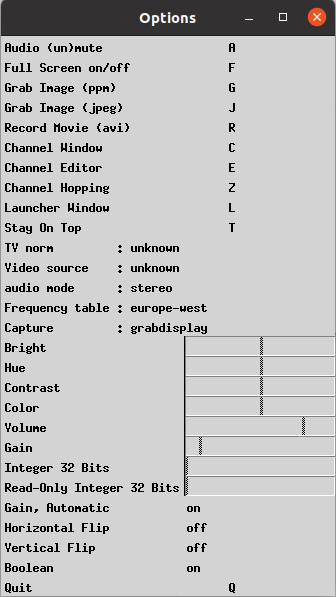 Options
Audio (un)mute A
Full Screen on/off F
Grab Image (ppm) G
Grab Image (jpeg) J
Record Movie (avi) R
Channel Window C
Channel Editor E
Channel Hopping Z
Launcher Window L
Stay On Top T
TV norm : unknown
Video source : unknown
audio mode : stereo
Frequency table : europe-west
Capture : grabdisplay
Bright
Hue
Contrast
Color
Volume
Gain
Integer 32 Bits
Read-Only Integer 32 Bits
Gain, Automatic on
Horizontal Flip off
Vertical Flip off
Boolean on
Quit Q